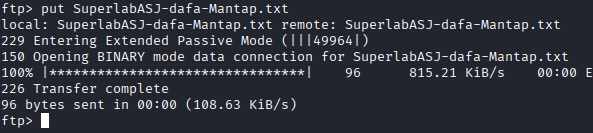 ftp> put SuperlabASJ-dafa-Mantap.txt
local: SuperlabASJ-dafa-Mantap.txt remote: SuperlabASJ-dafa-Mantap.txt
229 Entering Extended Passive Mode (|||49964|)
150 Opening BINARY mode data connection for SuperlabASJ-dafa-Mantap.txt
100% |*********************************| 96 815.21 KiB/s 00:00 E
226 Transfer complete
96 bytes sent in 00:00 (108.63 KiB/s)
ftp>